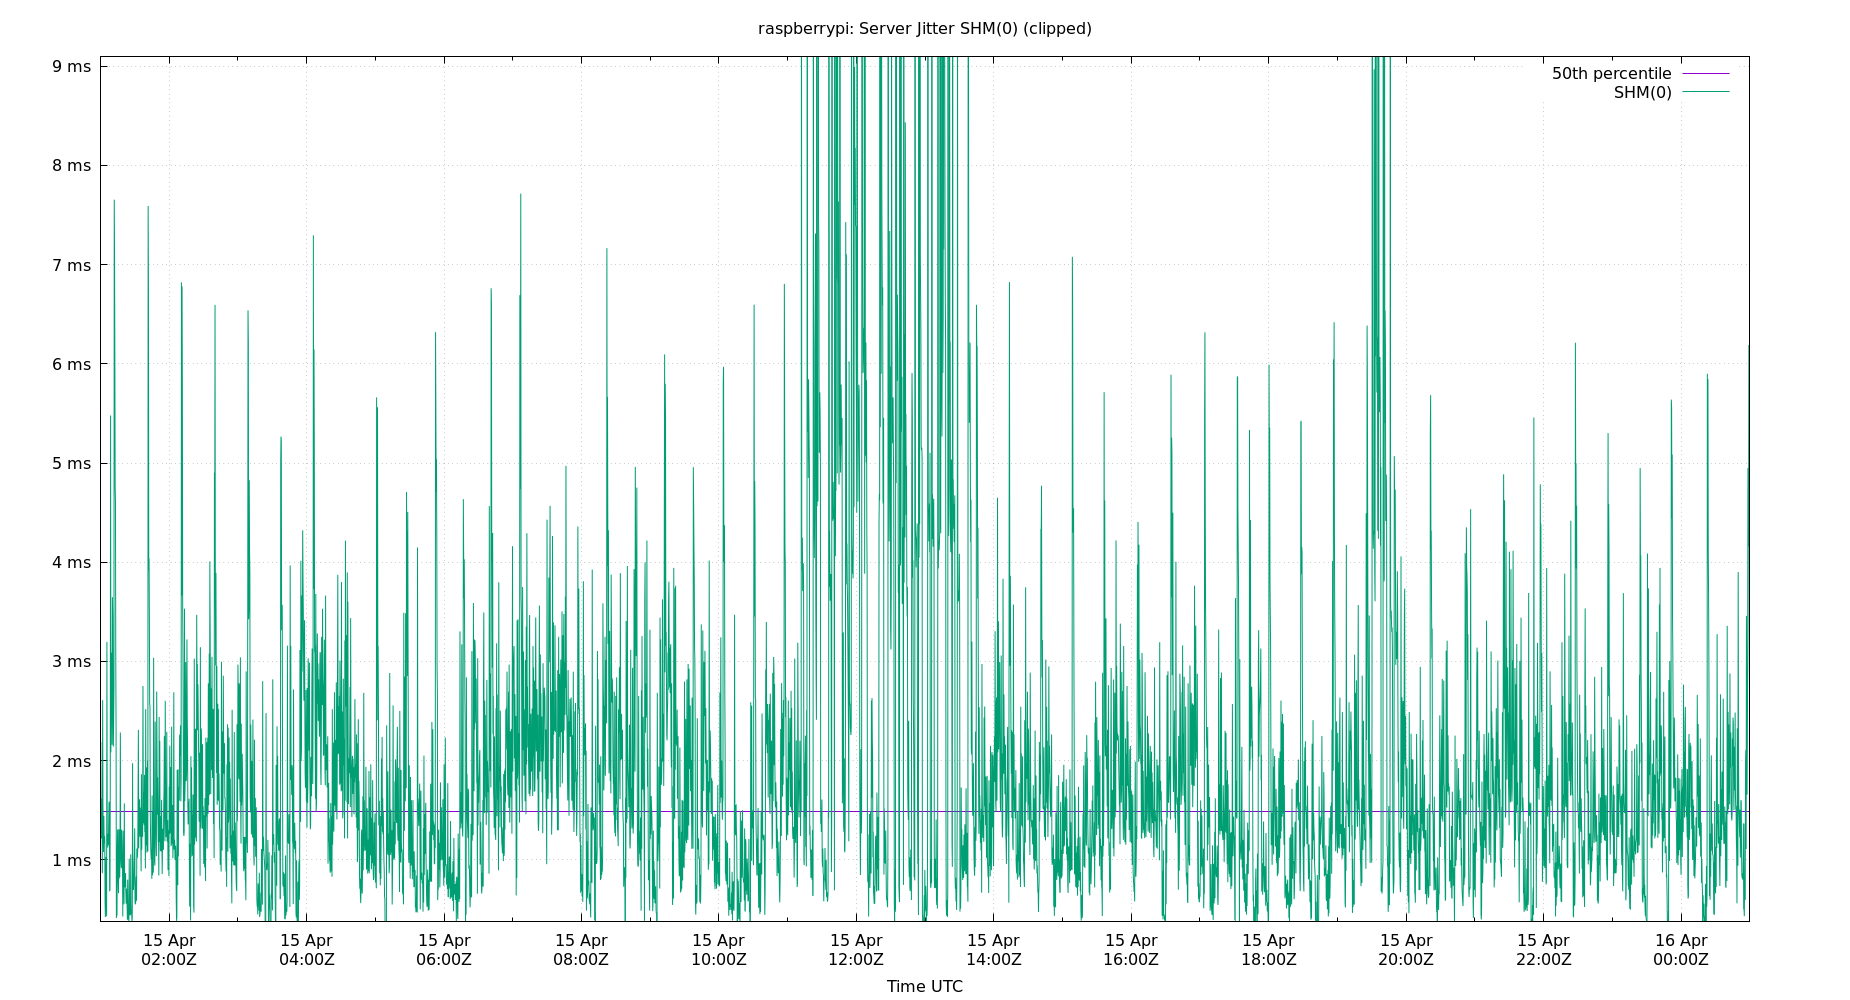 raspberrypi: Server Jitter SHM(0) (clipped)
9 ms
8 ms
7 ms
6 ms
5 ms
4 ms
3 ms
2 ms
1 ms
50th percentile
SHM(0)
15 Apr
02:00Z
15 Apr
04:00Z
15 Apr
06:00Z
15 Apr
08:00Z
15 Apr
10:00Z
15 Apr
12:00Z
15 Apr
14:00Z
15 Apr
16:00Z
15 Apr
18:00Z
15 Apr
20:00Z
15 Apr
22:00Z
16 Apr
00:00Z
Time UTC